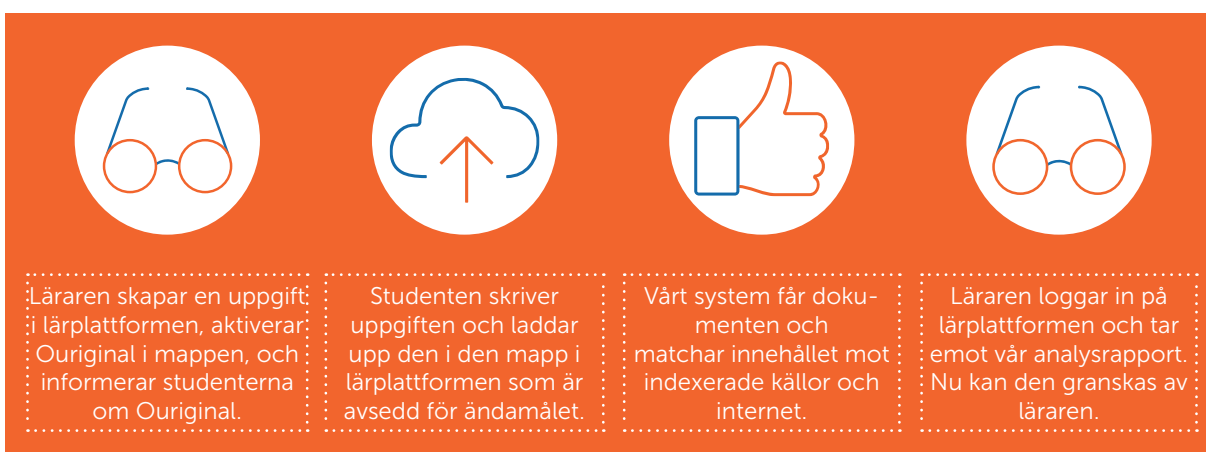 Läraren skapar en uppgift
i lärplattformen, aktiverar
Ouriginal i mappen, och
informerar studenterna
om Ouriginal.
Studenten skriver
uppgiften och laddar
upp den i den mapp i
lärplattformen som är
avsedd för ändamålet.
Vårt system får doku-
menten och
matchar innehållet mot
indexerade källor och
internet.
Läraren loggar in på
lärplattformen och tar
emot vår analysrapport.
Nu kan den granskas av
läraren.